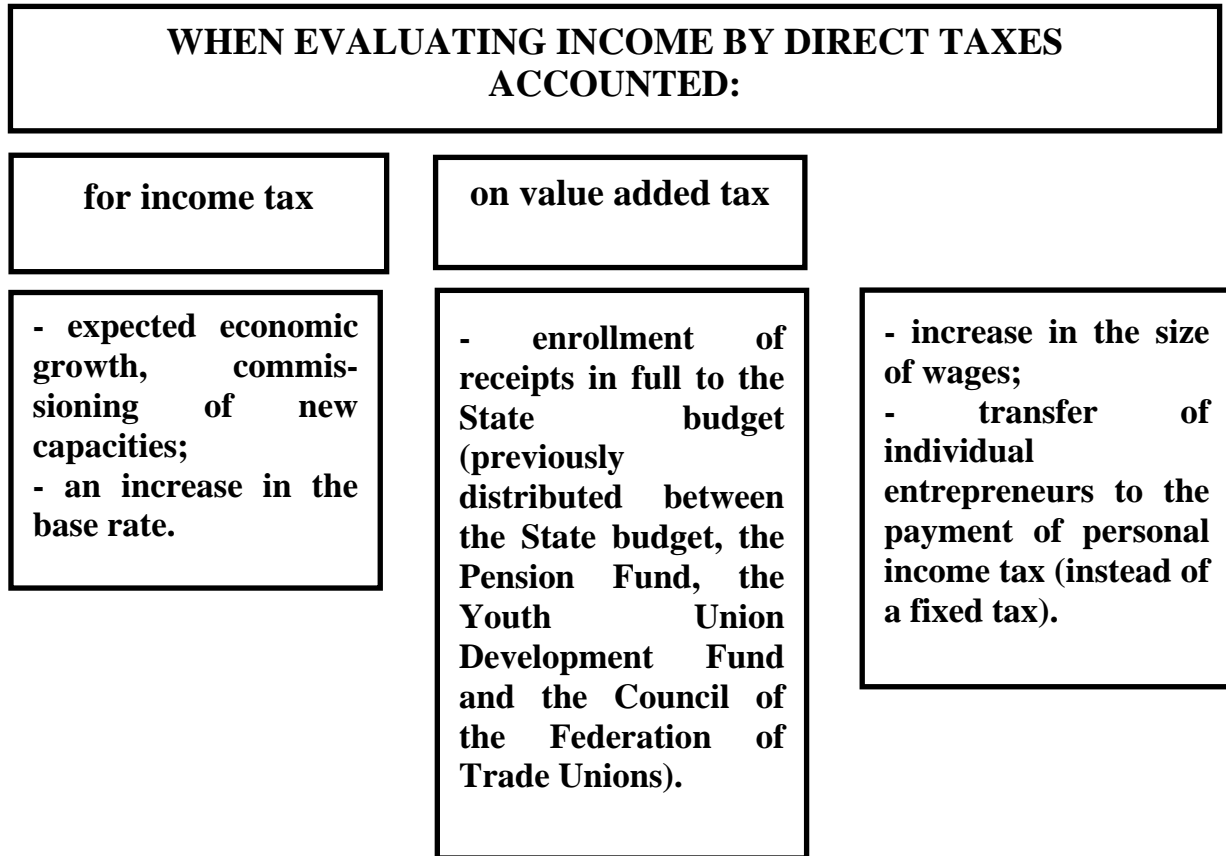 WHEN EVALUATING INCOME BY DIRECT TAXES
ACCOUNTED:
for income tax
on value added tax
- expected economic
growth, commis-
sioning of new
capacities;
- an increase in the
base rate.
- enrollment of
receipts in full to the
State budget
(previously
distributed between
the State budget, the
Pension Fund, the
Youth Union
Development Fund
and the Council of
the Federation of
Trade Unions).
- increase in the size
of wages;
- transfer of
individual
entrepreneurs to the
payment of personal
income tax (instead of
a fixed tax).